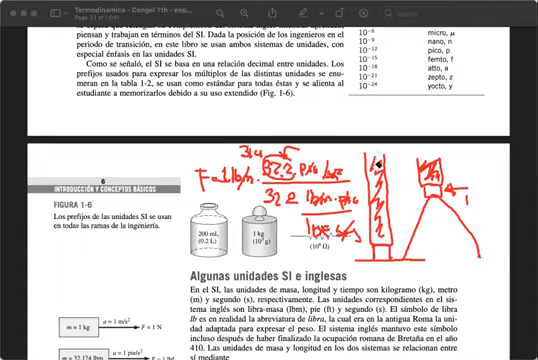 Termodinamica - Cengel 7th - esp...
Search
piensan y trabajan en términos del SI. Dada la posición de los ingenieros en
el periodo de transición, en este libro se usan ambos sistemas de unidades, con
especial énfasis en las unidades SI.
Como se señaló, el SI se basa en una relación decimal entre unidades. Los
prefijos usados para expresar los múltiplos de las distintas unidades se enu-
meran en la tabla 1-2, se usan como estándar para todas éstas y se alienta al
estudiante a memorizarlos debido a su uso extendido (Fig. 1-6).
10⁻⁶ micro, μ
10⁻⁹ nano, n
10⁻¹² pico, p
10⁻¹⁵ femto, f
10⁻¹⁸ atto, a
10⁻²¹ zepto, z
10⁻²⁴ yocto, y
6
INTRODUCCIÓN Y CONCEPTOS BÁSICOS
FIGURA 1-6
Los prefijos de las unidades SI se usan
en todas las ramas de la ingeniería.
F = 1 lbm.
32.2
32.2 lbm. pie
200 mL
(0.2 L)
1 kg
(10³ g)
(10⁶ Ω)
Algunas unidades SI e inglesas
En el SI, las unidades de masa, longitud y tiempo son kilogramo (kg), metro
(m) y segundo (s), respectivamente. Las unidades correspondientes en el sis-
tema inglés son libra-masa (lbm), pie (ft) y segundo (s). El símbolo de libra
lb es en realidad la abreviatura de libra, la cual era en la antigua Roma la uni-
dad adaptada para expresar el peso. El sistema inglés mantuvo este símbolo
incluso después de haber finalizado la ocupación romana de Bretaña en el año
410. Las unidades de masa y longitud en los dos sistemas se relacionan entre
sí mediante
m = 1 kg
a = 1 m/s²
F = 1 N
m = 32.174 lbm
a = 1 pie/s²
F = 1 lbf